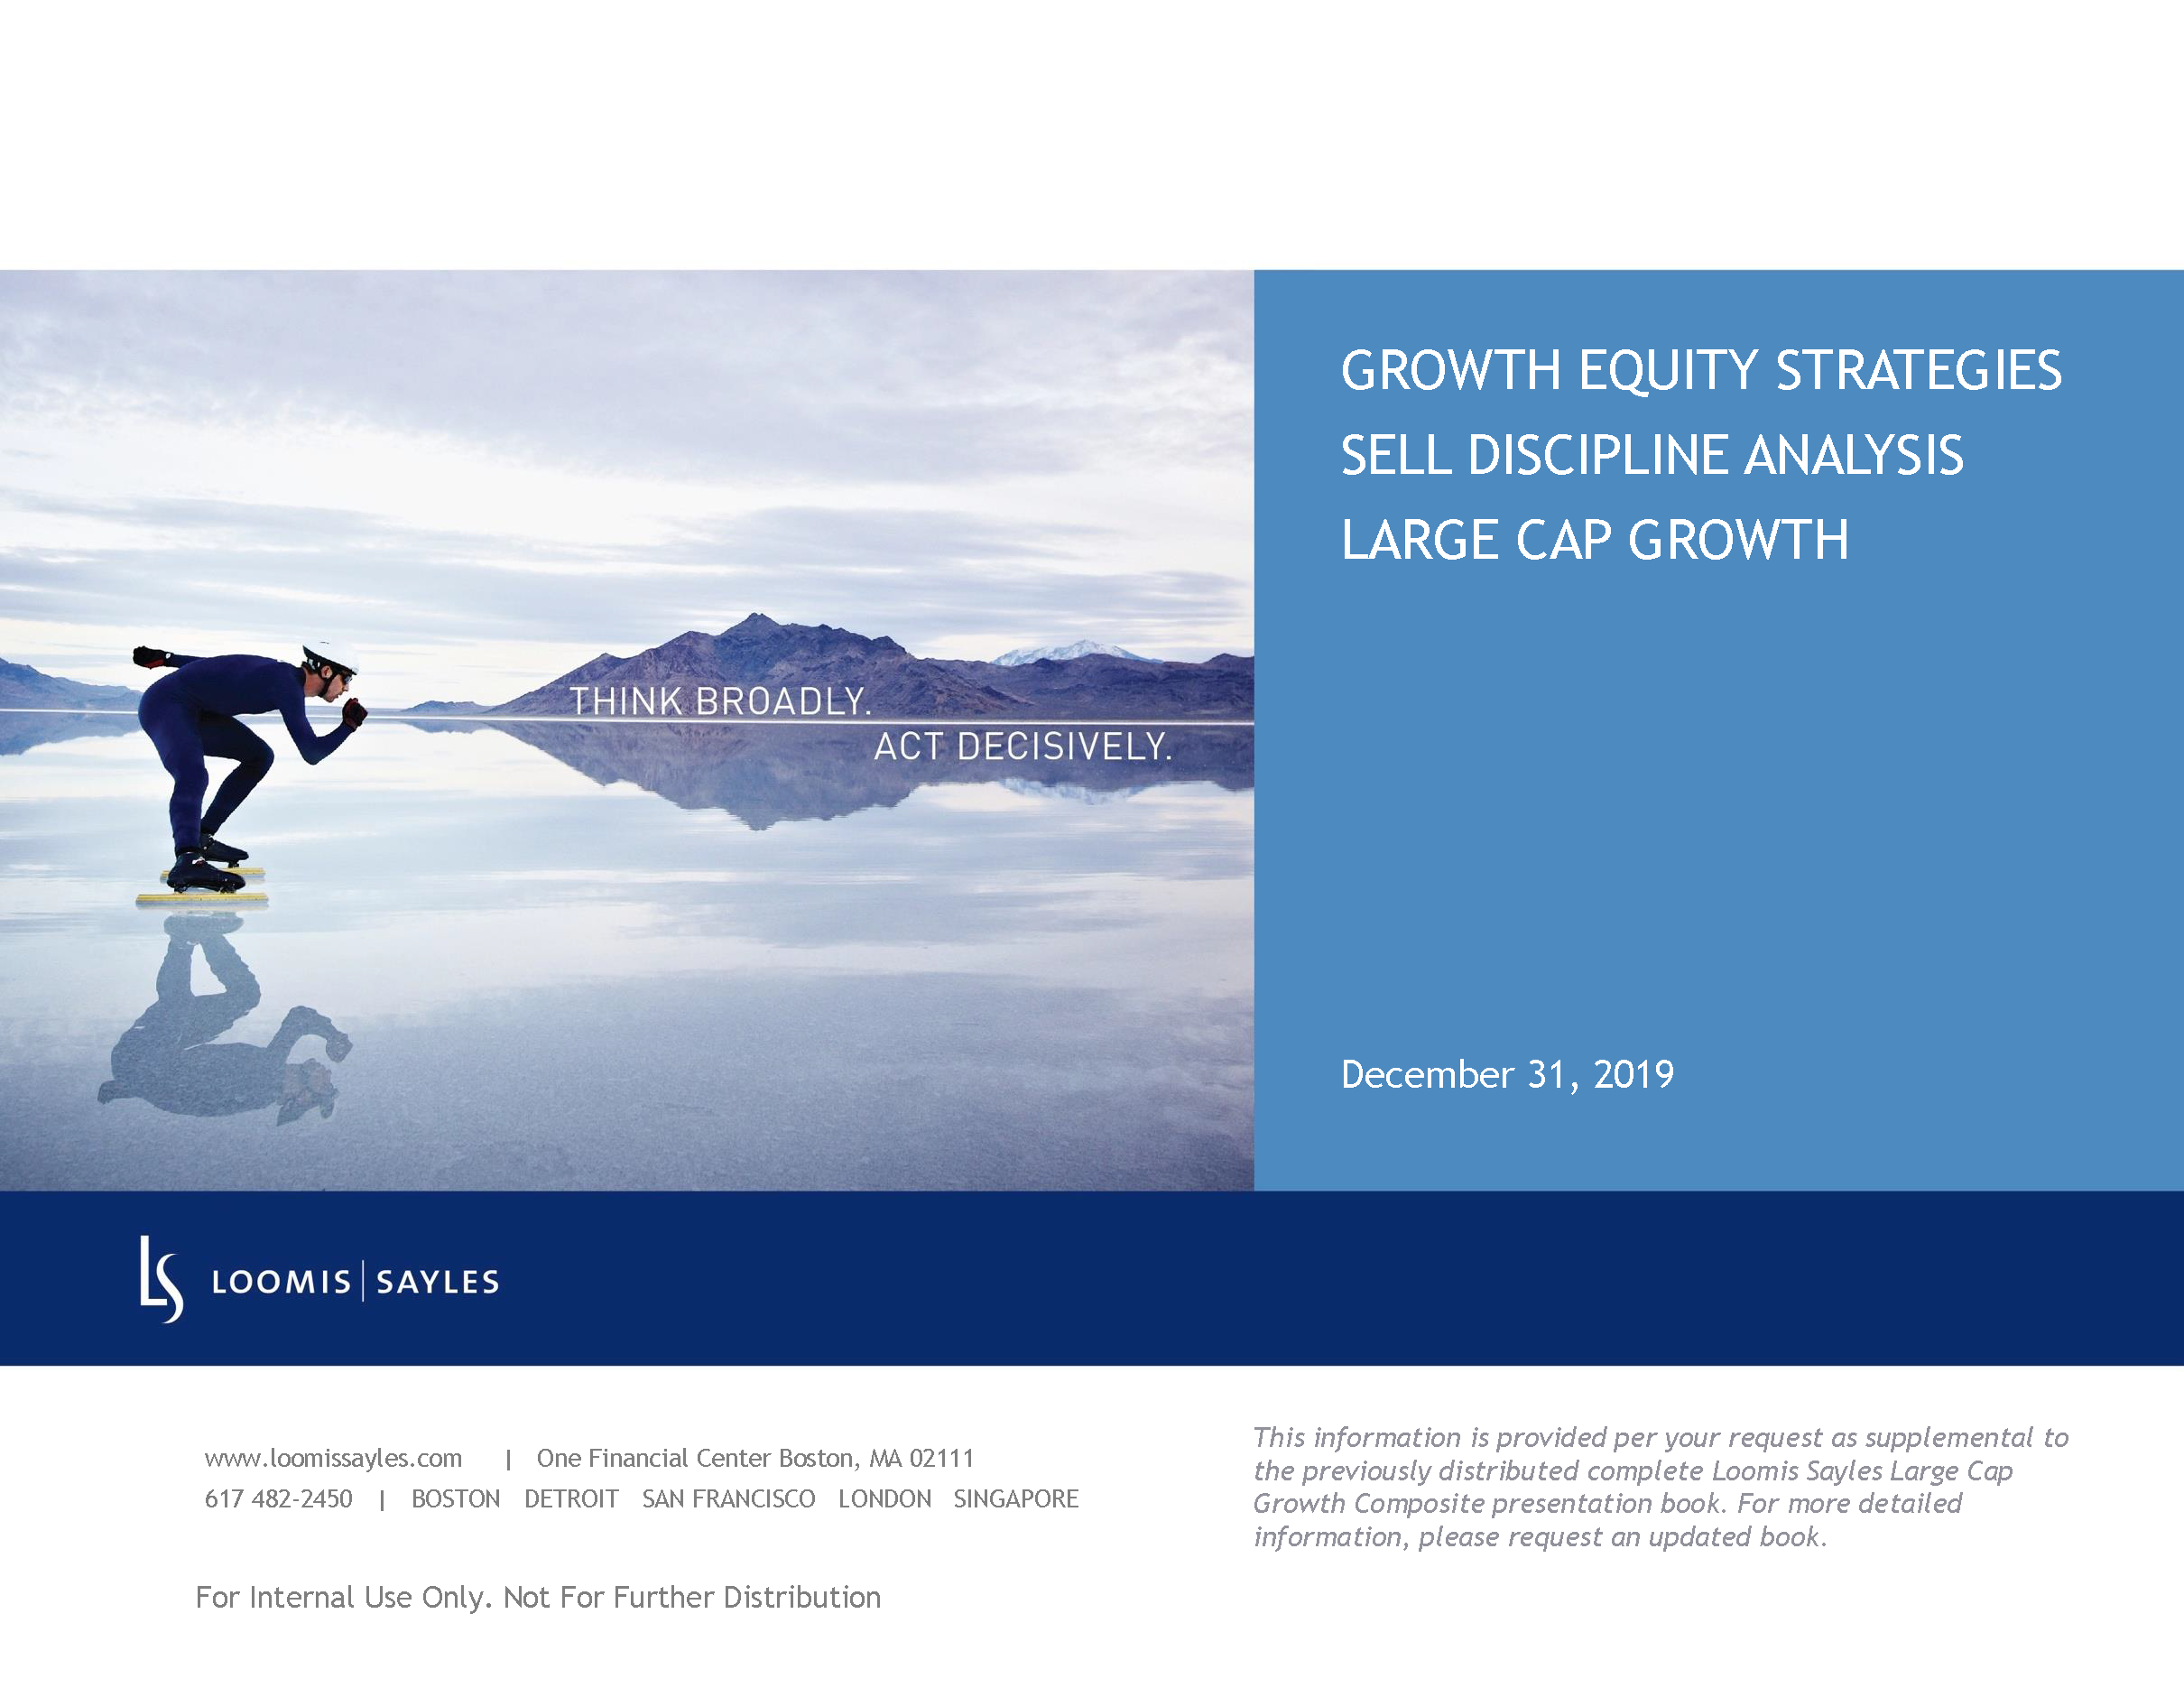 GROWTH EQUITY STRATEGIES
SELL DISCIPLINE ANALYSIS
LARGE CAP GROWTH
THINK BROADLY.
ACT DECISIVELY.
December 31, 2019
LS LOOMIS | SAYLES
www.loomissayles.com | One Financial Center Boston, MA 02111
617 482-2450 | BOSTON DETROIT SAN FRANCISCO LONDON SINGAPORE
This information is provided per your request as supplemental to
the previously distributed complete Loomis Sayles Large Cap
Growth Composite presentation book. For more detailed
information, please request an updated book.
For Internal Use Only. Not For Further Distribution